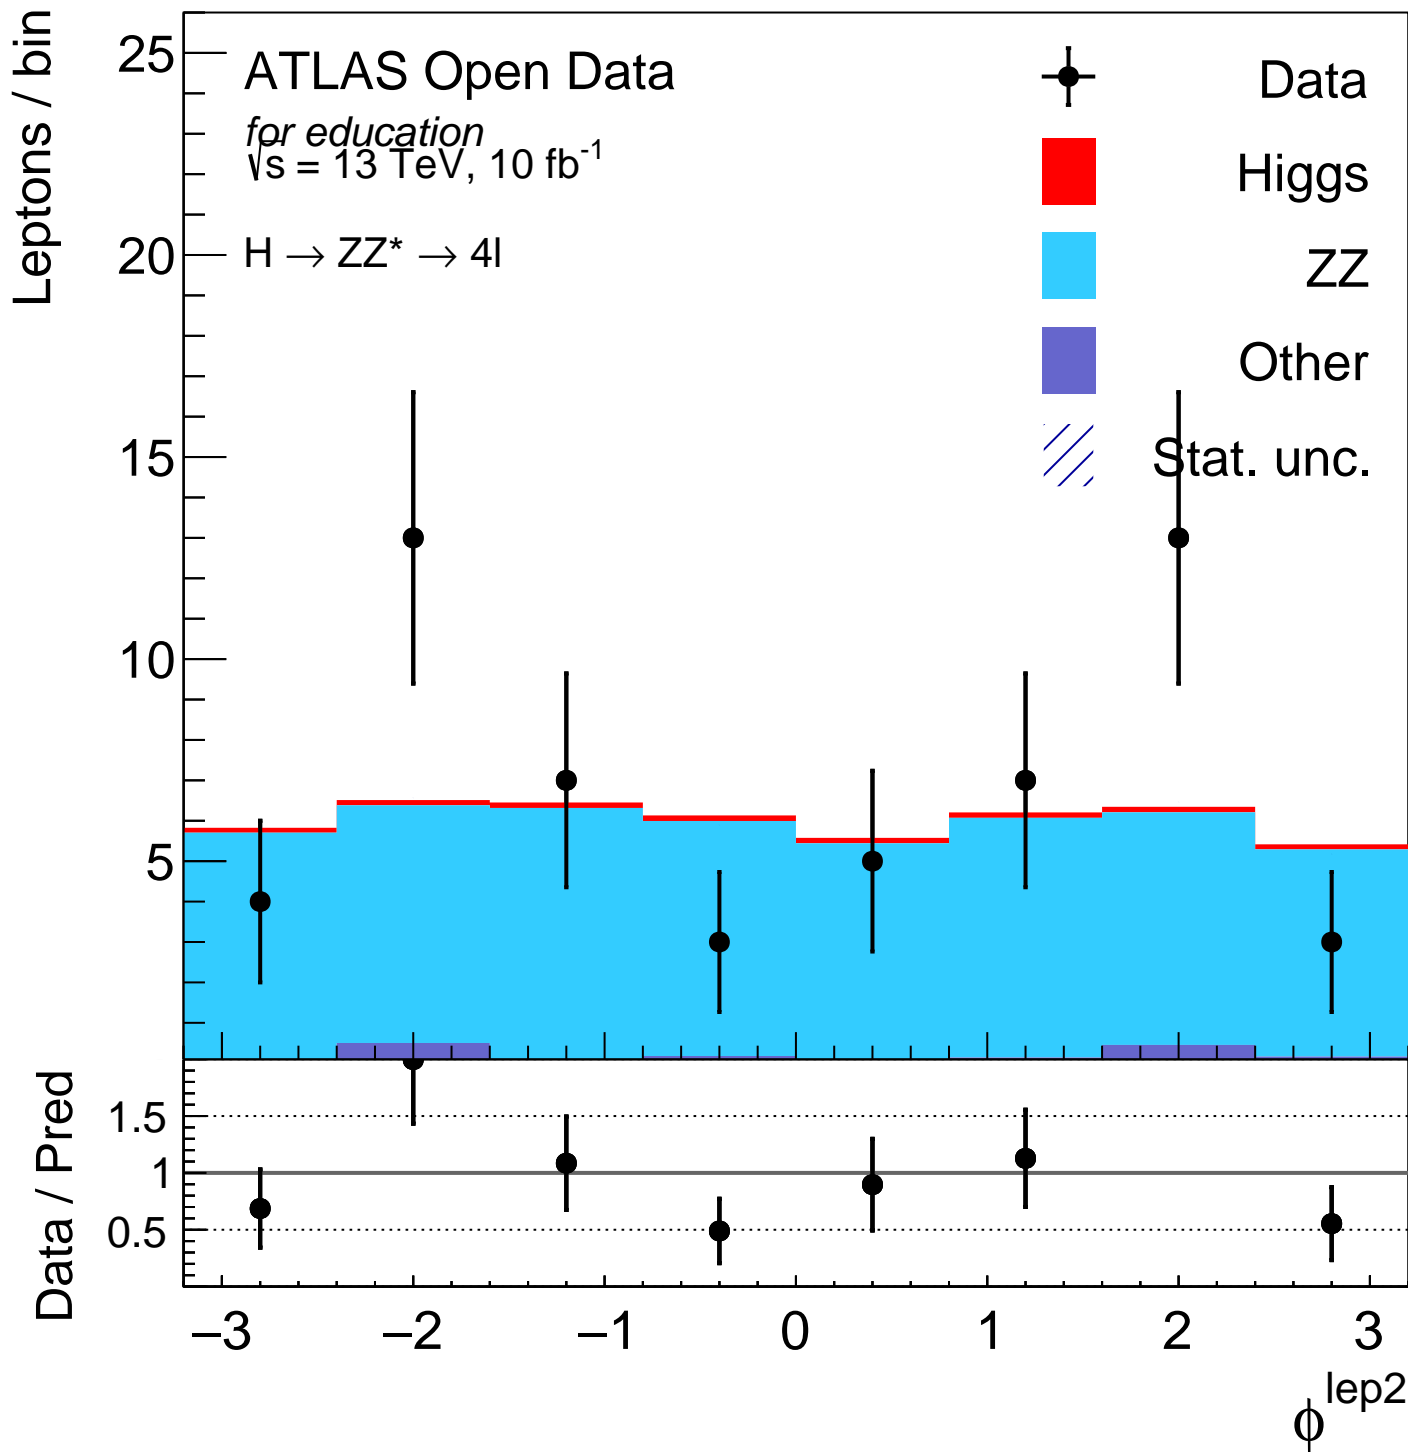 Leptons / bin
25
20
15
10
5
ATLAS Open Data
for education
√s = 13 TeV, 10 fb⁻¹
H → ZZ* → 4l
Data
Higgs
ZZ
Other
Stat. unc.
Data / Pred
1.5
1
0.5
−3 −2 −1 0 1 2 3
ϕ^lep2